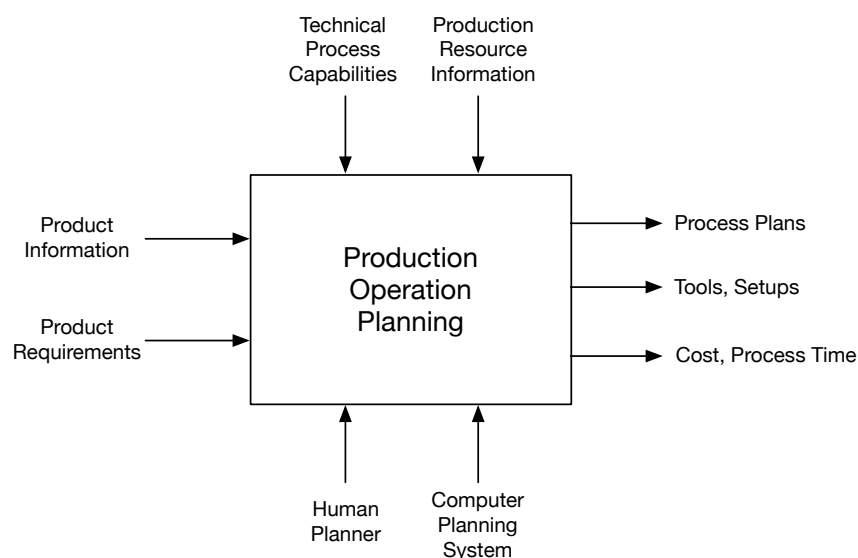 Technical
Process
Capabilities
Production
Resource
Information
Product
Information
Product
Requirements
Production
Operation
Planning
Process Plans
Tools, Setups
Cost, Process Time
Human
Planner
Computer
Planning
System